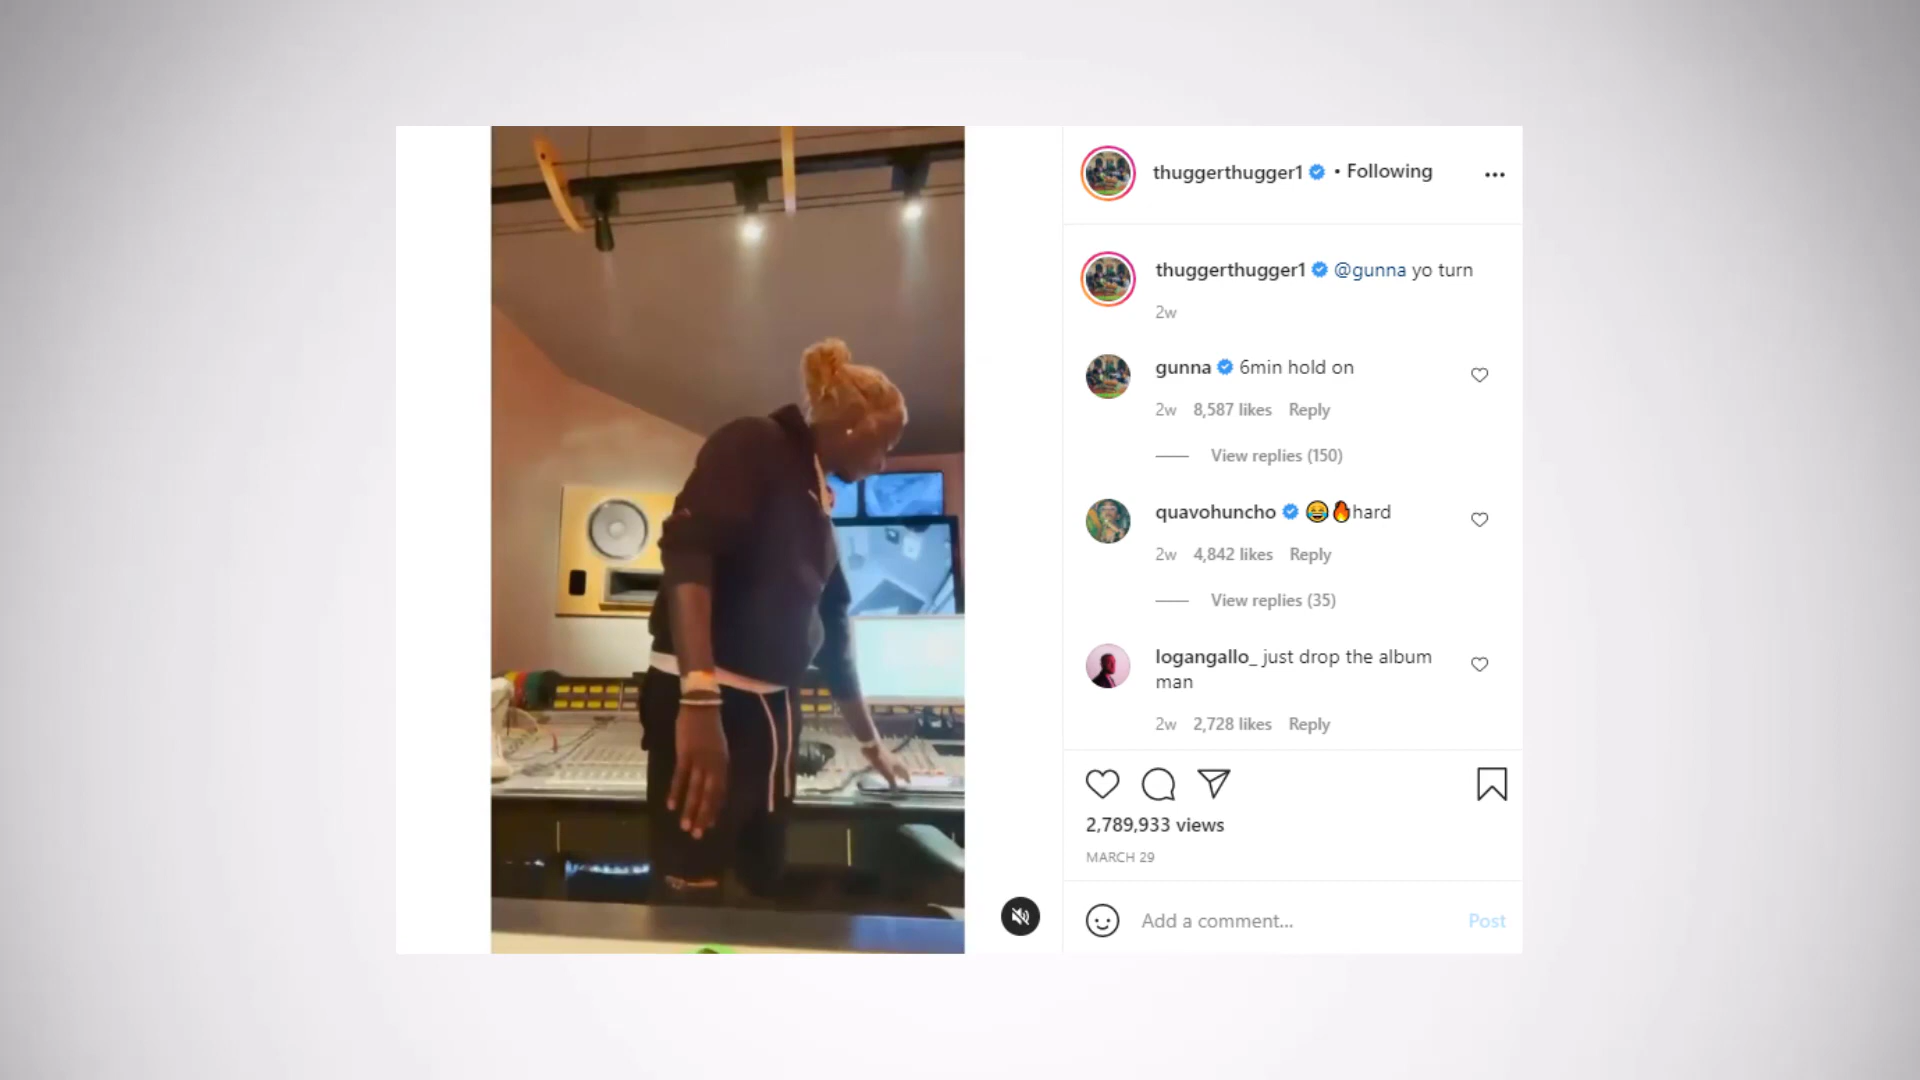 thuggerthugger1 • Following
thuggerthugger1 @gunna yo turn
2w
gunna 6min hold on
2w 8,587 likes Reply
View replies (150)
quavohuncho 😂🔥hard
2w 4,842 likes Reply
View replies (35)
logangallo_ just drop the album
man
2w 2,728 likes Reply
2,789,933 views
MARCH 29
Add a comment... Post